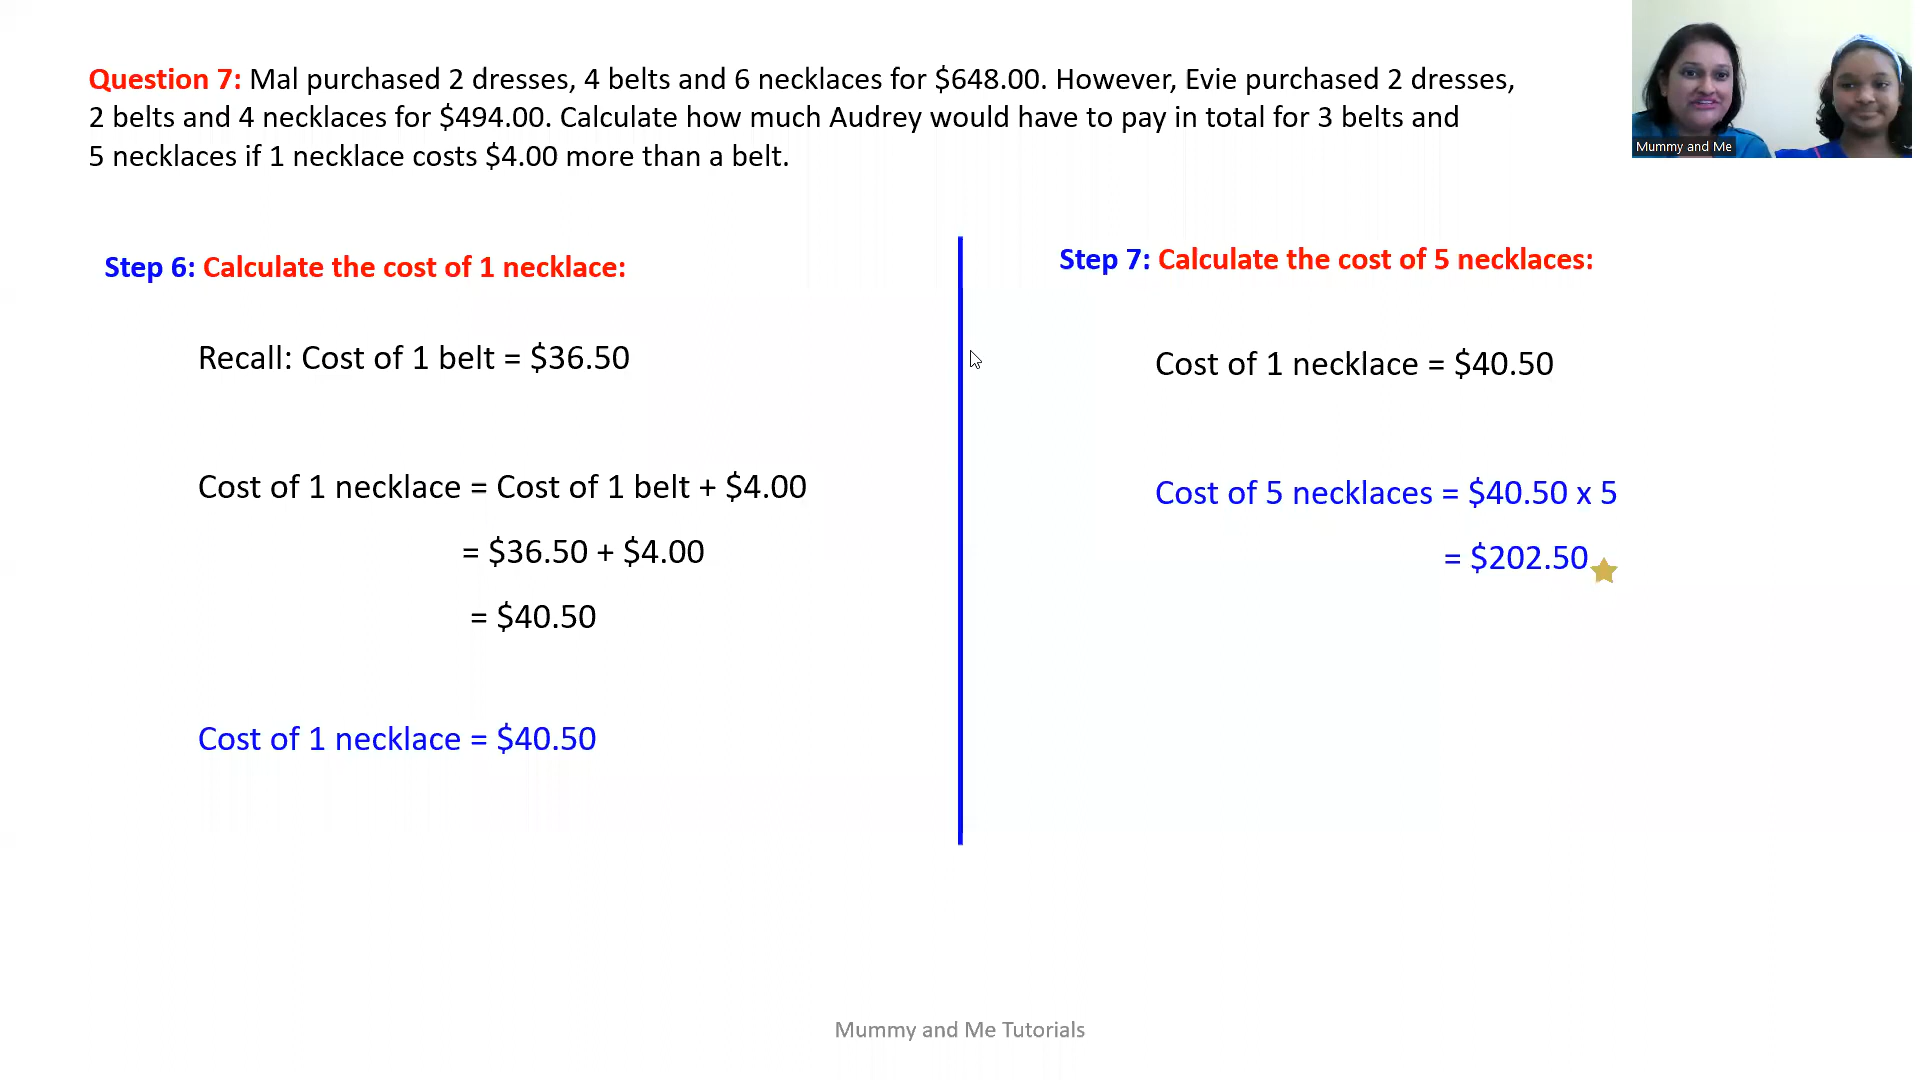 Question 7: Mal purchased 2 dresses, 4 belts and 6 necklaces for $648.00. However, Evie purchased 2 dresses,
2 belts and 4 necklaces for $494.00. Calculate how much Audrey would have to pay in total for 3 belts and
5 necklaces if 1 necklace costs $4.00 more than a belt.
Mummy and Me
Step 6: Calculate the cost of 1 necklace:
Recall: Cost of 1 belt = $36.50
Cost of 1 necklace = Cost of 1 belt + $4.00
= $36.50 + $4.00
= $40.50
Cost of 1 necklace = $40.50
Step 7: Calculate the cost of 5 necklaces:
Cost of 1 necklace = $40.50
Cost of 5 necklaces = $40.50 x 5
= $202.50
Mummy and Me Tutorials